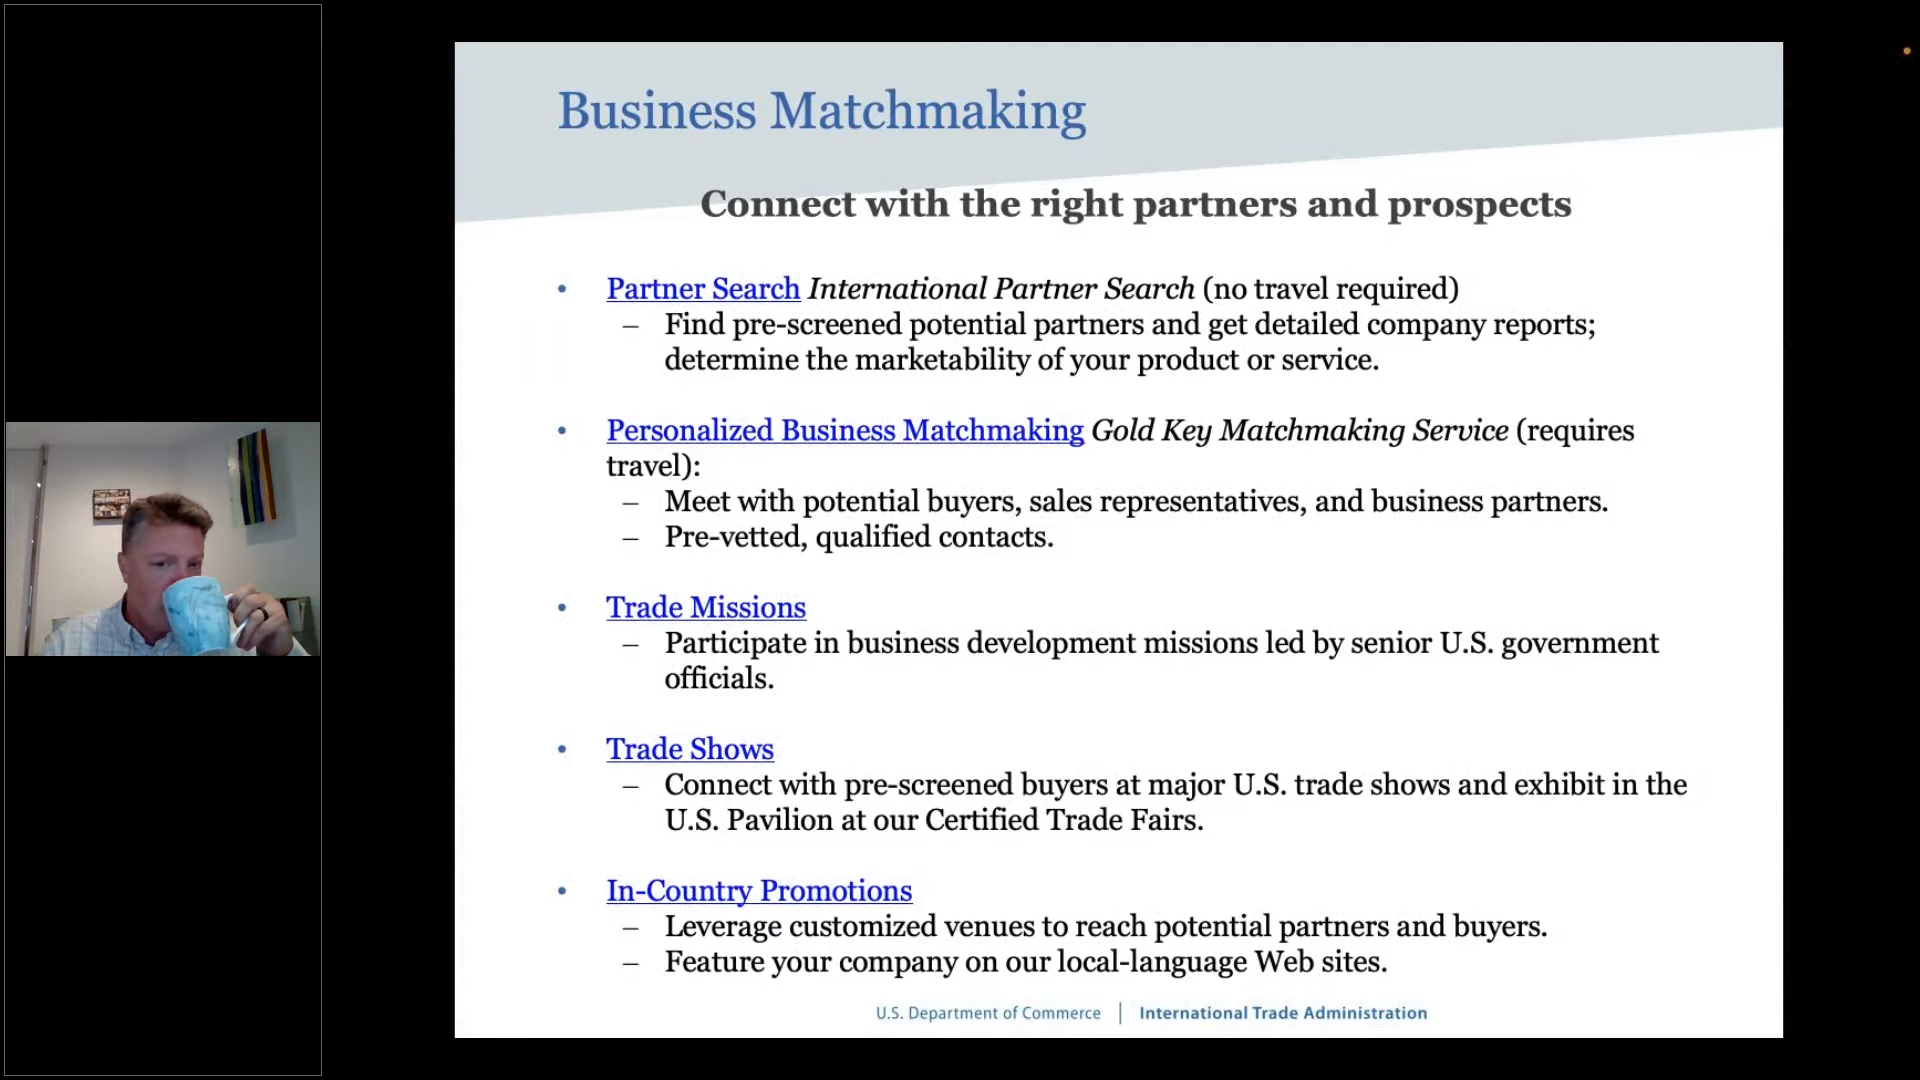 Business Matchmaking
Connect with the right partners and prospects
• Partner Search International Partner Search (no travel required)
– Find pre-screened potential partners and get detailed company reports;
determine the marketability of your product or service.
• Personalized Business Matchmaking Gold Key Matchmaking Service (requires
travel):
– Meet with potential buyers, sales representatives, and business partners.
– Pre-vetted, qualified contacts.
• Trade Missions
– Participate in business development missions led by senior U.S. government
officials.
• Trade Shows
– Connect with pre-screened buyers at major U.S. trade shows and exhibit in the
U.S. Pavilion at our Certified Trade Fairs.
• In-Country Promotions
– Leverage customized venues to reach potential partners and buyers.
– Feature your company on our local-language Web sites.
U.S. Department of Commerce | International Trade Administration